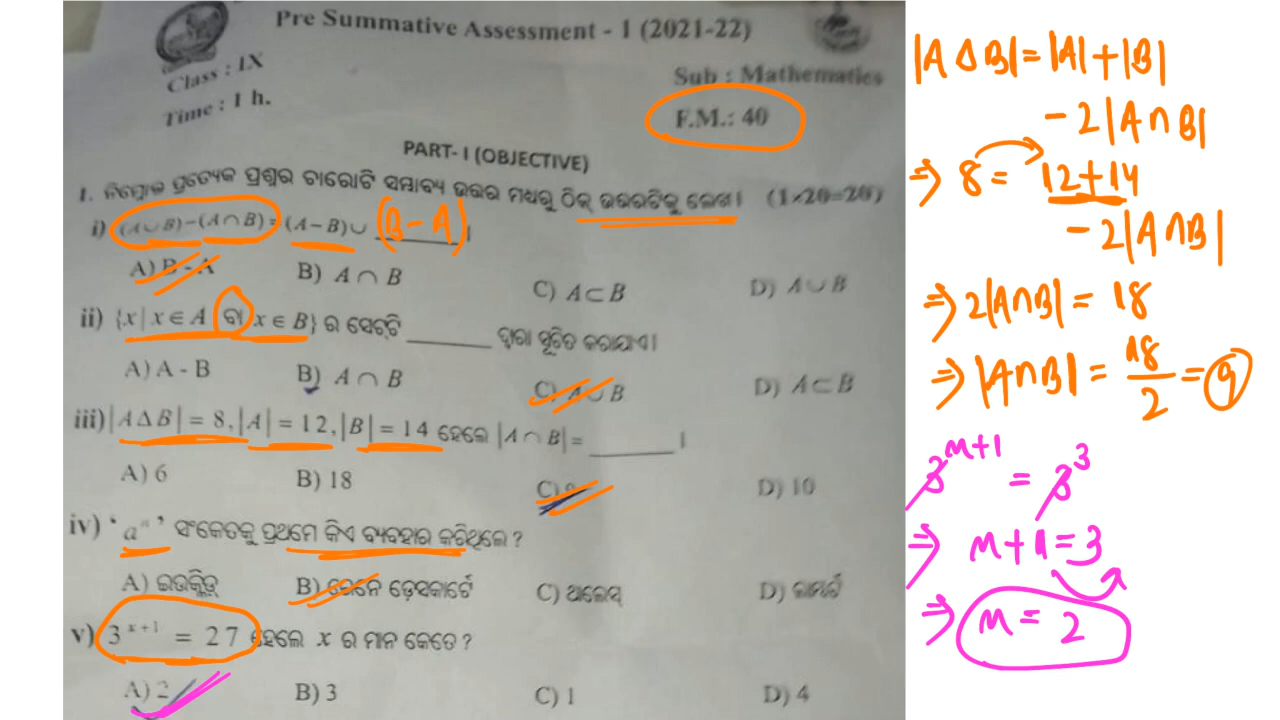 Pre Summative Assessment - 1 (2021-22)
Class : IX
Sub : Mathematics
Time : 1 h.
F.M.: 40
PART- I (OBJECTIVE)
1. ନିମ୍ନୋକ୍ତ ପ୍ରତ୍ୟେକ ପ୍ରଶ୍ନର ଚାରୋଟି ସମ୍ଭାବ୍ୟ ଉତ୍ତର ମଧ୍ୟରୁ ଠିକ୍ ଉତ୍ତରଟିକୁ ଲେଖ। (1×20=20)
i) (A∪B)−(A∩B) = (A−B)∪ (B − A) ।
A) B - A B) A ∩ B C) A ⊂ B D) A ∪ B
ii) {x | x ∈ A ବା x ∈ B} ର ସେଟ୍‌ଟି ______ ଦ୍ୱାରା ସୂଚିତ କରାଯାଏ।
A) A - B B) A ∩ B C) A ∪ B D) A ⊂ B
iii) |A Δ B| = 8, |A| = 12, |B| = 14 ହେଲେ |A ∩ B| = ______ ।
A) 6 B) 18 C) 9 D) 10
iv) ‘aⁿ’ ସଂକେତକୁ ପ୍ରଥମେ କିଏ ବ୍ୟବହାର କରିଥିଲେ ?
A) ଇଉକ୍ଲିଡ୍ B) ରେନେ ଡ଼େସକାର୍ଟେ C) ଥାଲେସ୍ D)
v) 3^{x+1} = 27 ହେଲେ x ର ମାନ କେତେ ?
A) 2 B) 3 C) 1 D) 4
|A Δ B| = |A| + |B|
− 2|A ∩ B|
⇒ 8 = 12 + 14
− 2|A ∩ B|
⇒ 2|A ∩ B| = 18
⇒ |A ∩ B| = 18/2 = 9
3^{n+1} = 3^3
⇒ n + 1 = 3
⇒ n = 2